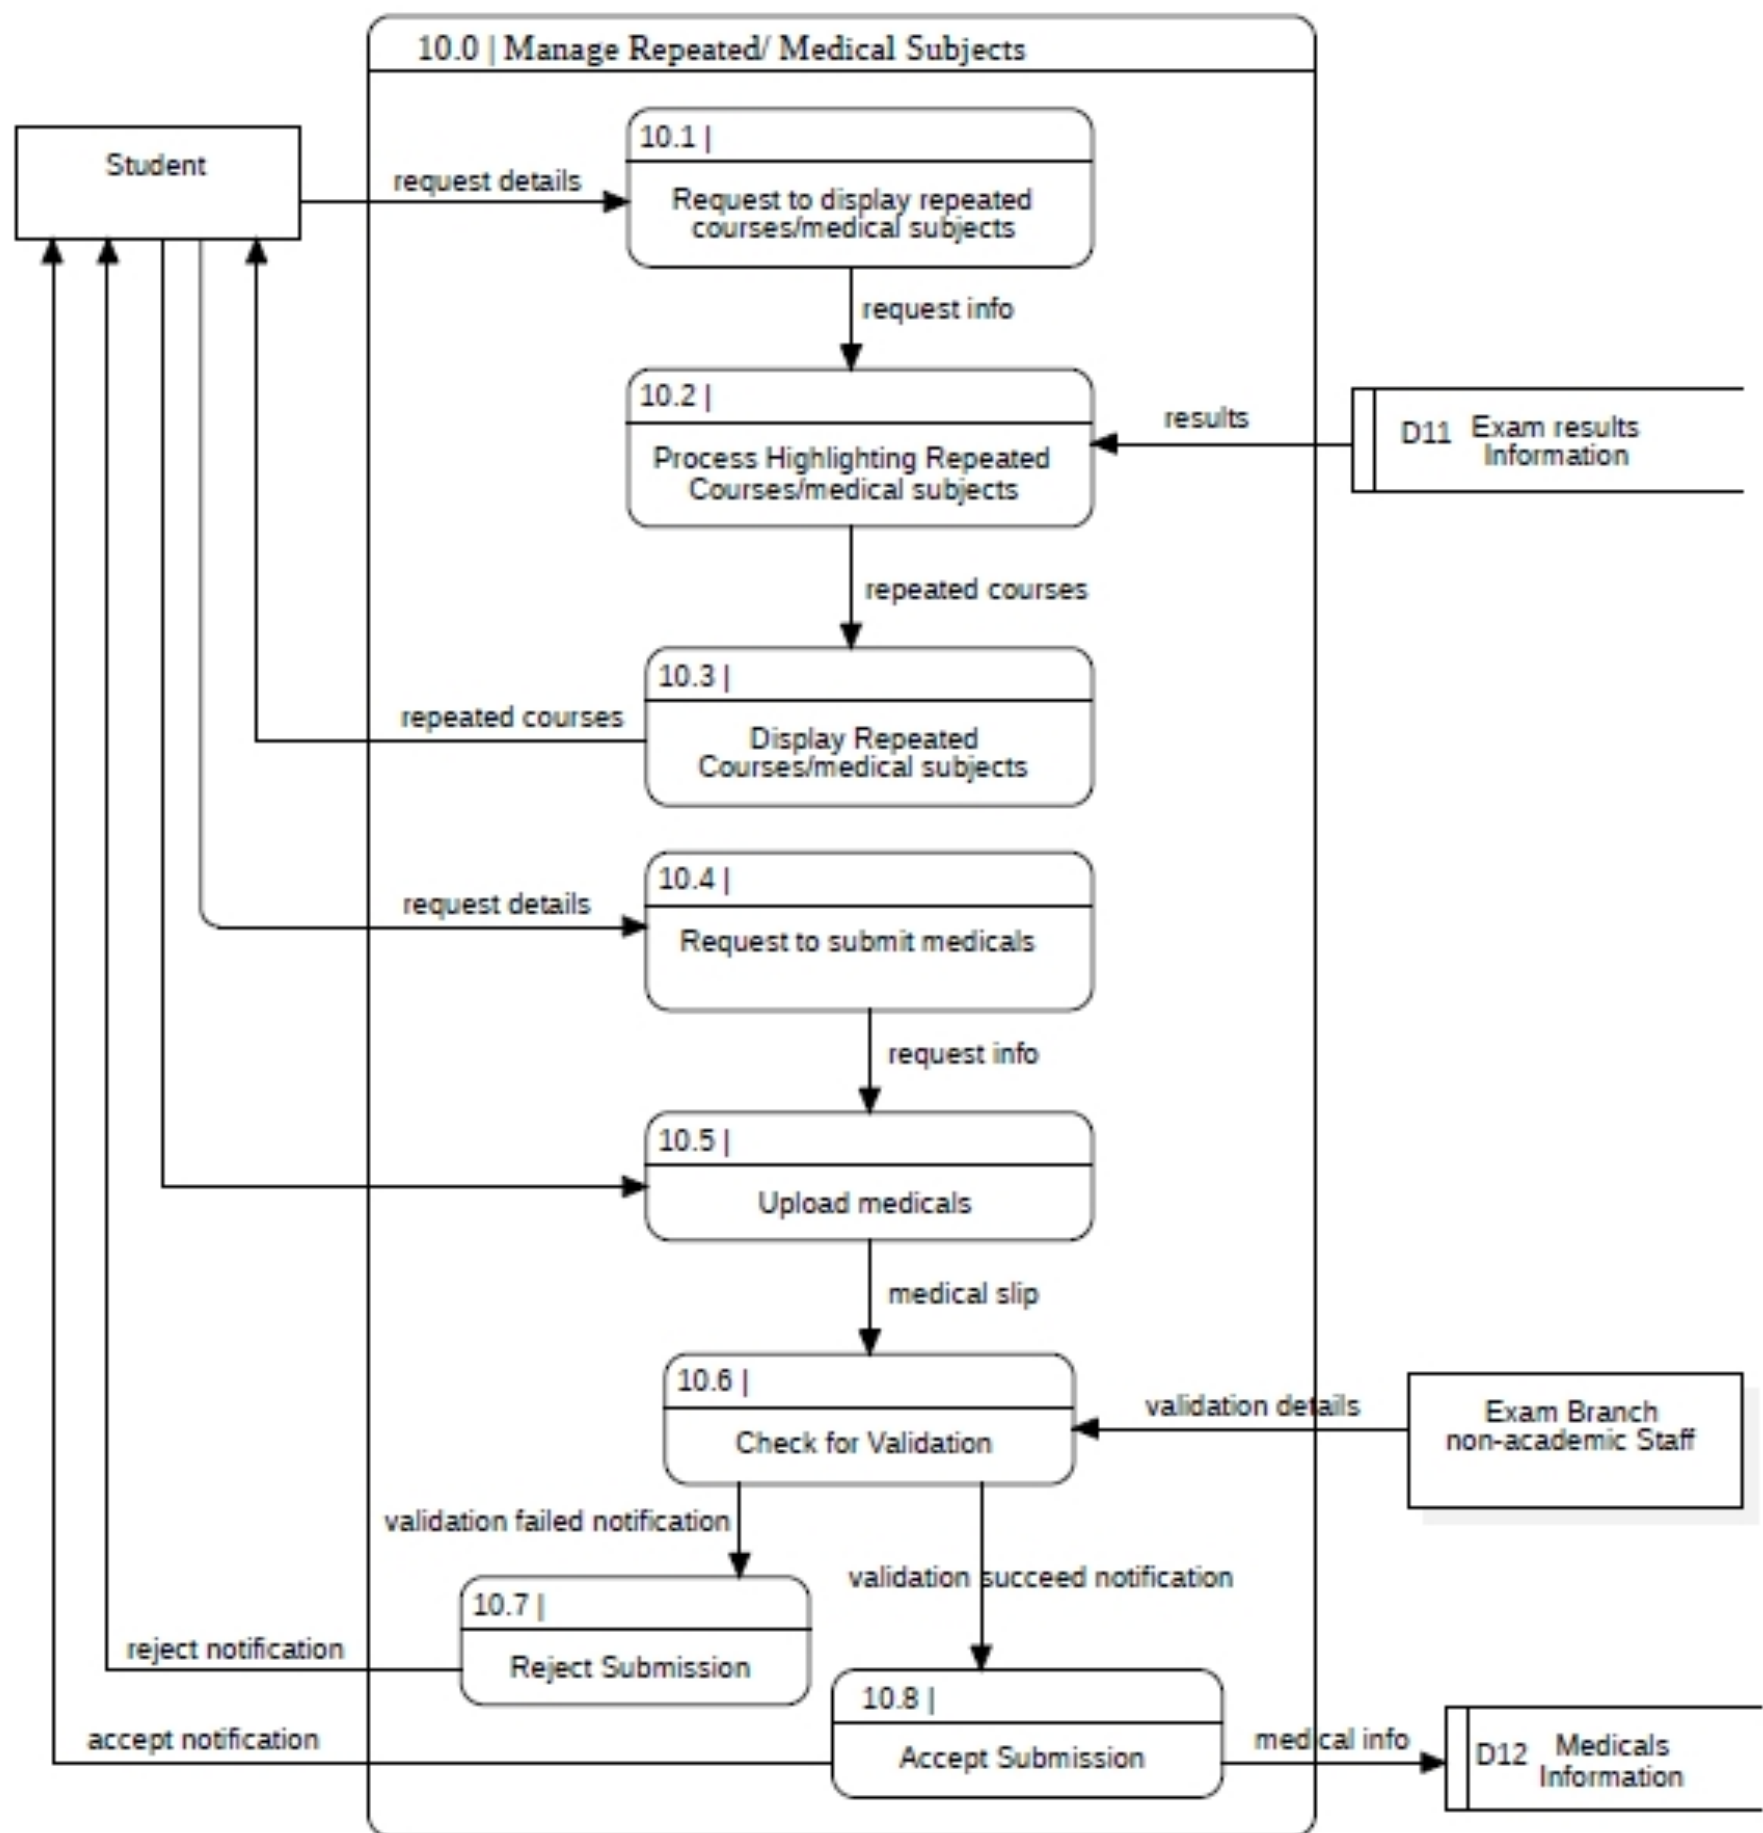 10.0 | Manage Repeated/ Medical Subjects
Student
request details
10.1 |
Request to display repeated
courses/medical subjects
request info
10.2 |
Process Highlighting Repeated
Courses/medical subjects
results
D11
Exam results
Information
repeated courses
10.3 |
Display Repeated
Courses/medical subjects
repeated courses
10.4 |
Request to submit medicals
request details
request info
10.5 |
Upload medicals
medical slip
10.6 |
Check for Validation
validation details
Exam Branch
non-academic Staff
validation failed notification
validation succeed notification
10.7 |
Reject Submission
reject notification
10.8 |
Accept Submission
accept notification
medical info
D12
Medicals
Information